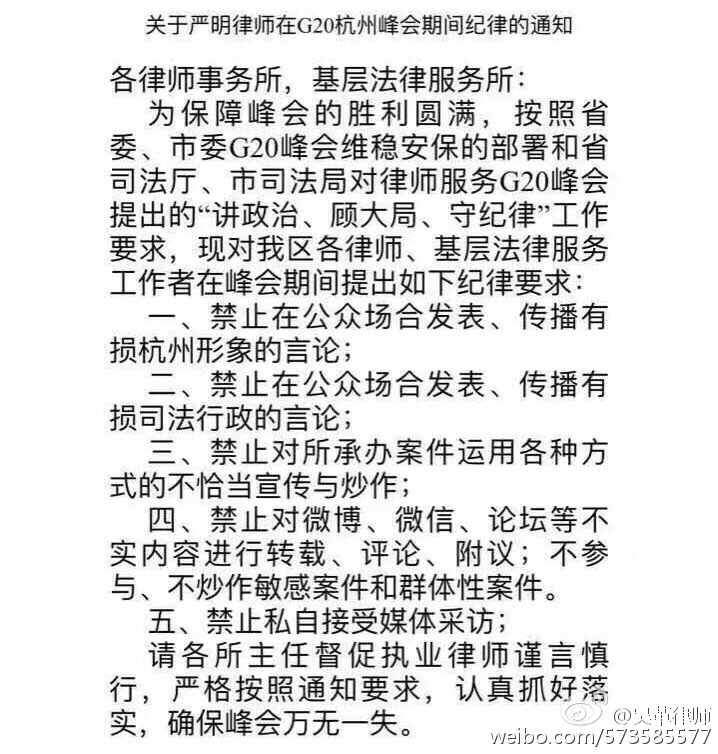 关于严明律师在G20杭州峰会期间纪律的通知
各律师事务所，基层法律服务所：
为保障峰会的胜利圆满，按照省
委、市委G20峰会维稳安保的部署和省
司法厅、市司法局对律师服务G20峰会
提出的“讲政治、顾大局、守纪律”工作
要求，现对我区各律师、基层法律服务
工作者在峰会期间提出如下纪律要求：
一、禁止在公众场合发表、传播有
损杭州形象的言论；
二、禁止在公众场合发表、传播有
损司法行政的言论；
三、禁止对所承办案件运用各种方
式的不恰当宣传与炒作；
四、禁止对微博、微信、论坛等不
实内容进行转载、评论、附议；不参
与、不炒作敏感案件和群体性案件。
五、禁止私自接受媒体采访；
请各所主任督促执业律师谨言慎
行，严格按照通知要求，认真抓好落
实，确保峰会万无一失。
律师
weibo.com/573585577